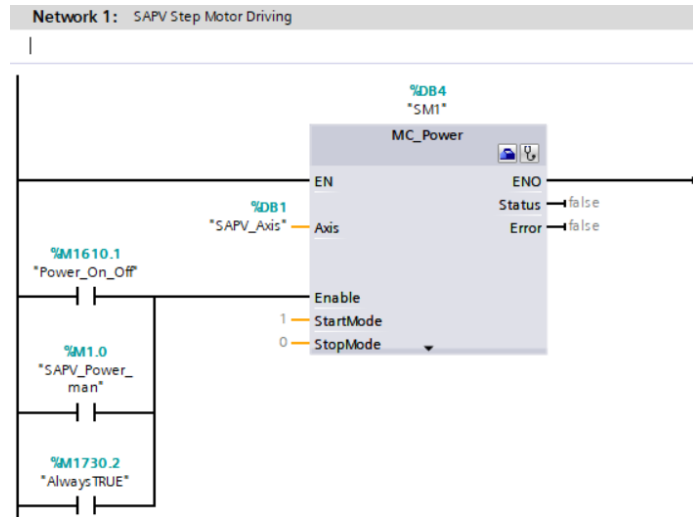 Network 1: SAPV Step Motor Driving
%DB4
"SM1"
MC_Power
EN
ENO
Status
false
%DB1
"SAPV_Axis"
Axis
Error
false
%M1610.1
"Power_On_Off"
Enable
1
StartMode
0
StopMode
%M1.0
"SAPV_Power_
man"
%M1730.2
"AlwaysTRUE"